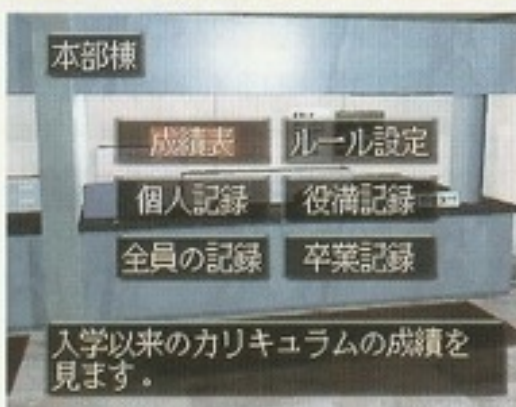 本部棟
成績表 ルール設定
個人記録 役満記録
全員の記録 卒業記録
入学以来のカリキュラムの成績を
見ます。